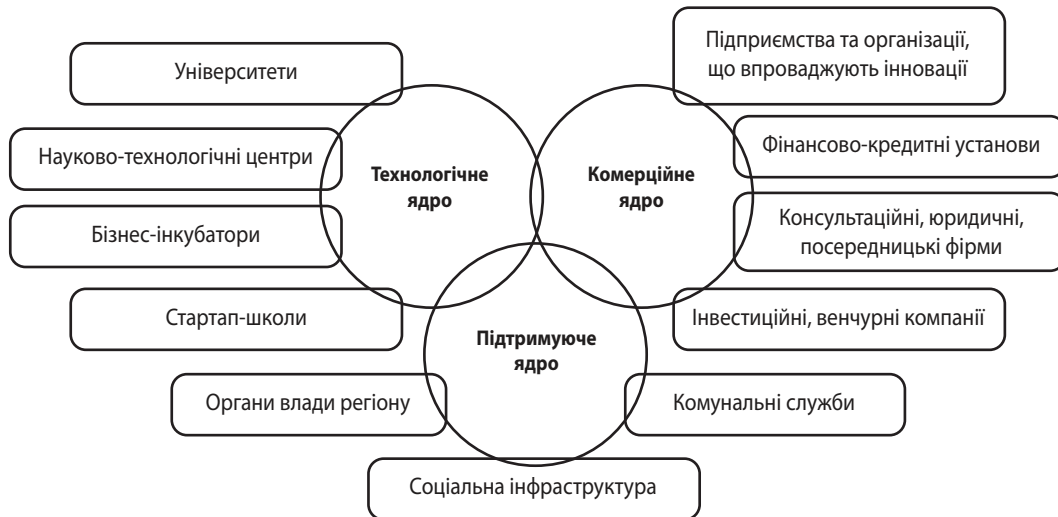 Університети
Підприємства та організації,
що впроваджують інновації
Науково-технологічні центри
Технологічне
ядро
Комерційне
ядро
Фінансово-кредитні установи
Бізнес-інкубатори
Консультаційні, юридичні,
посередницькі фірми
Стартап-школи
Підтримуюче
ядро
Інвестиційні, венчурні компанії
Органи влади регіону
Комунальні служби
Соціальна інфраструктура